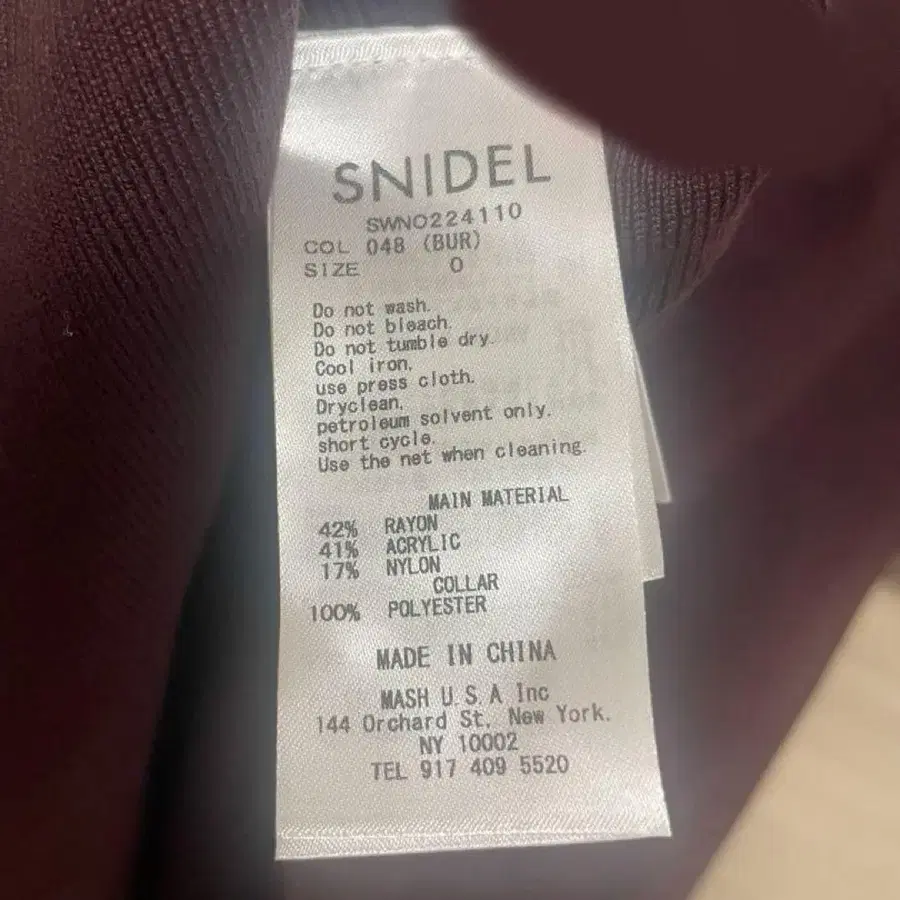 SNIDEL
SWNO224110
COL 048 (BUR)
SIZE 0
Do not wash.
Do not bleach.
Do not tumble dry.
Cool iron.
use press cloth.
Dryclean.
petroleum solvent only.
short cycle.
Use the net when cleaning.
MAIN MATERIAL
42% RAYON
41% ACRYLIC
17% NYLON
COLLAR
100% POLYESTER
MADE IN CHINA
MASH U.S.A Inc
144 Orchard St. New York.
NY 10002
TEL 917 409 5520